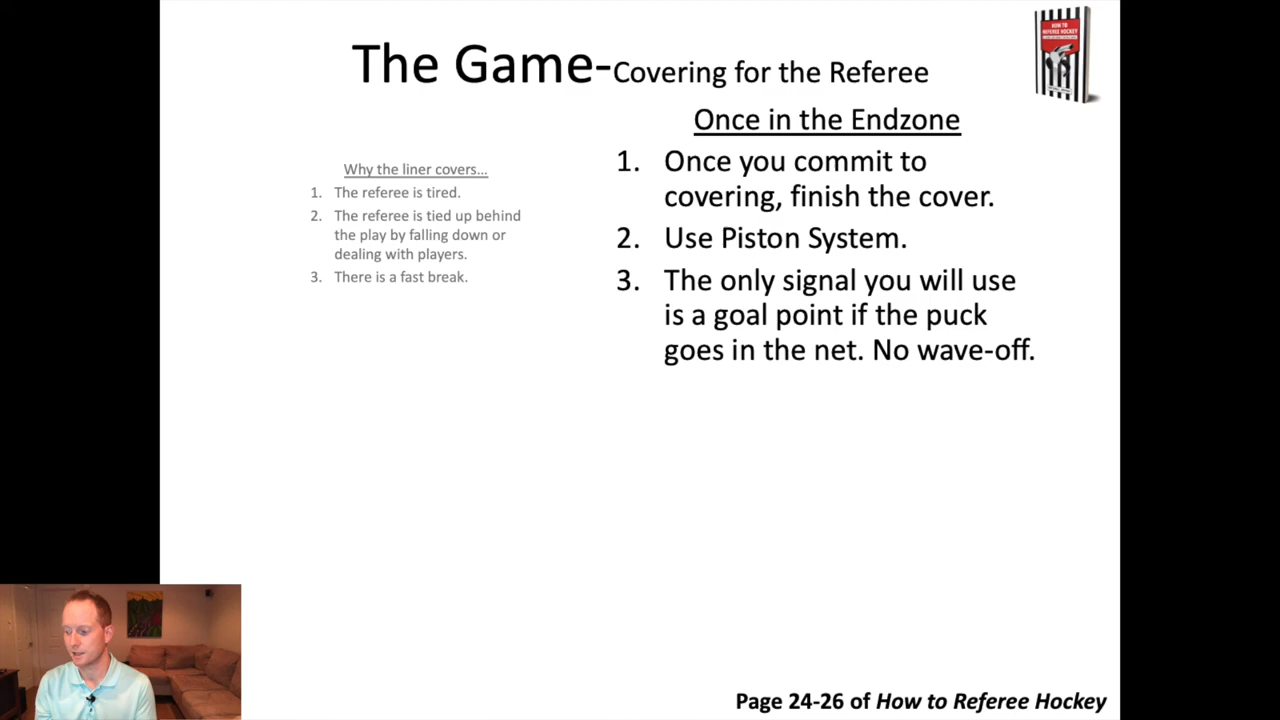 The Game-Covering for the Referee
HOW TO
REFEREE HOCKEY
Once in the Endzone
Why the liner covers...
1. The referee is tired.
2. The referee is tied up behind
the play by falling down or
dealing with players.
3. There is a fast break.
1. Once you commit to
covering, finish the cover.
2. Use Piston System.
3. The only signal you will use
is a goal point if the puck
goes in the net. No wave-off.
Page 24-26 of How to Referee Hockey